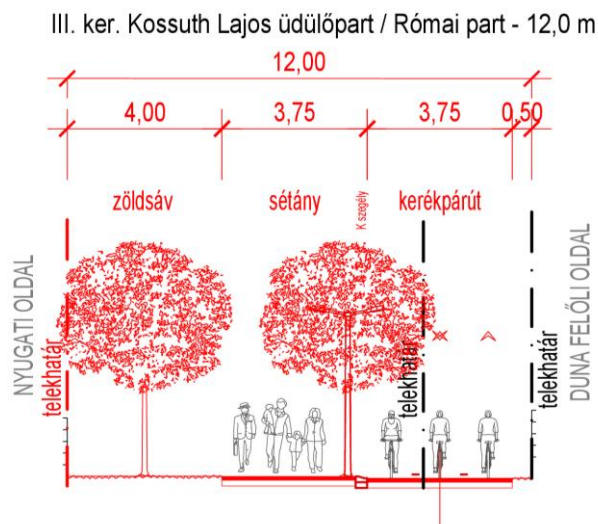 III. ker. Kossuth Lajos üdülőpart / Római part - 12,0 m
12,00
4,00 3,75 3,75 0,50
zöldsáv sétány K szegély kerékpárút
NYUGATI OLDAL
telekhatár
telekhatár
telekhatár
DUNA FELŐLI OLDAL